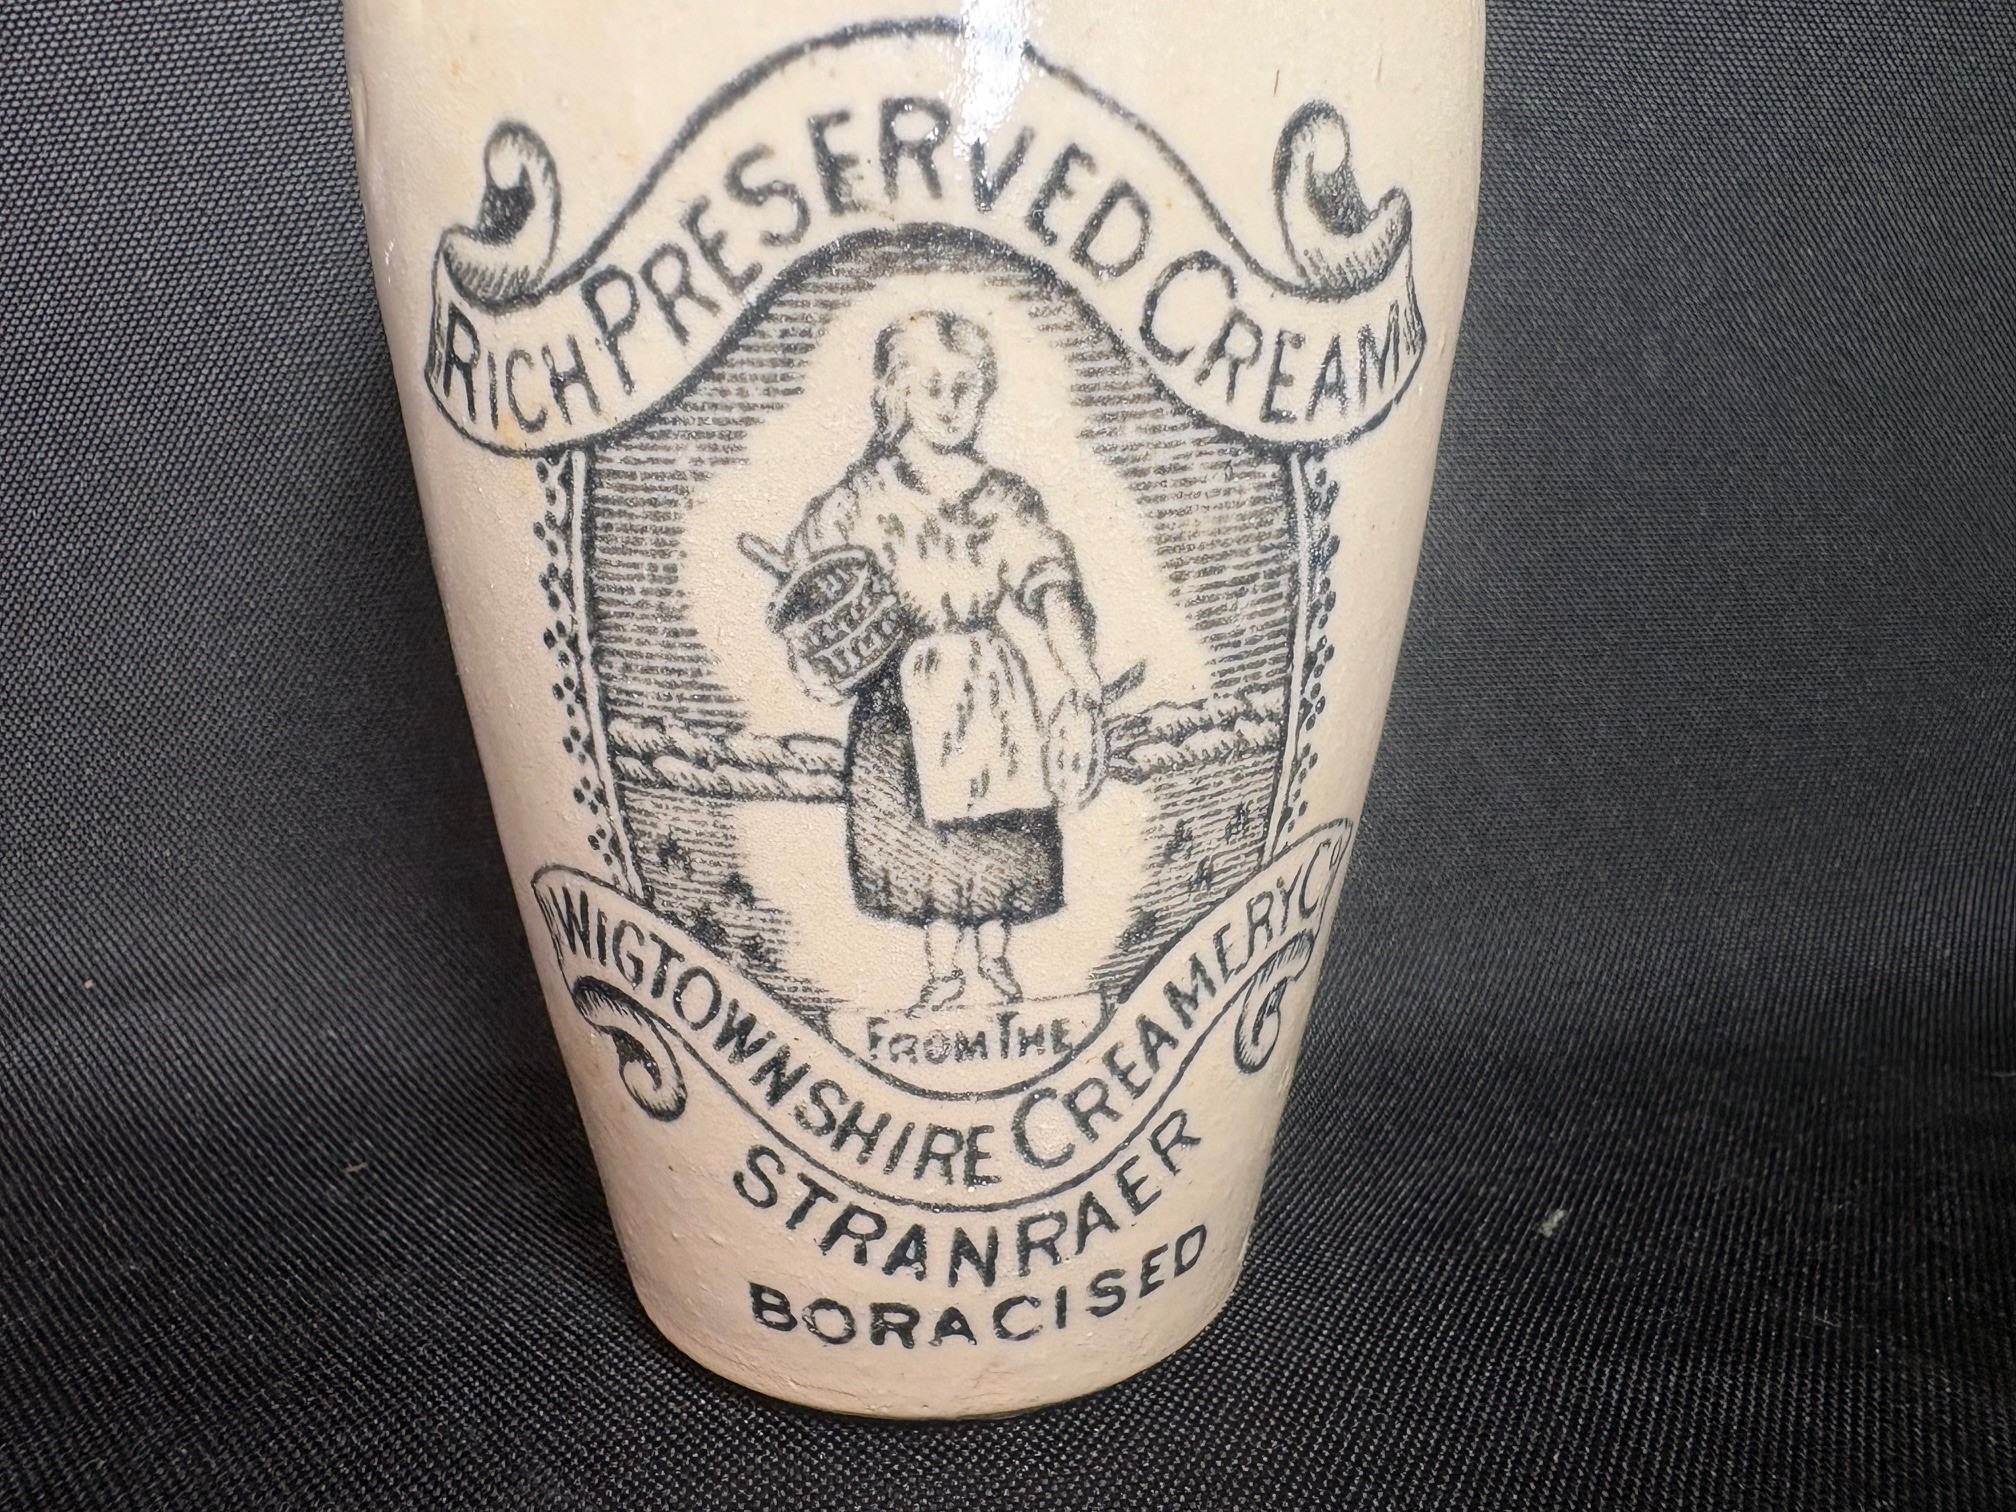 RICH PRESERVED CREAM
FROM THE
WIGTOWNSHIRE CREAMERY Co
STRANRAER
BORACISED